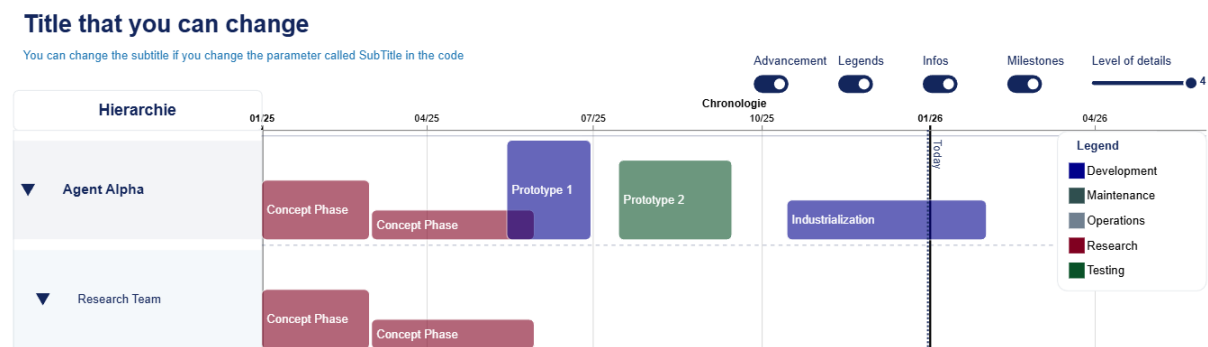 Title that you can change
You can change the subtitle if you change the parameter called SubTitle in the code
Advancement Legends Infos Milestones Level of details
4
Hierarchie
Chronologie
01/25 04/25 07/25 10/25 01/26 04/26
Today
Legend
Development
Maintenance
Operations
Research
Testing
Agent Alpha
Concept Phase
Concept Phase
Prototype 1
Prototype 2
Industrialization
Research Team
Concept Phase
Concept Phase